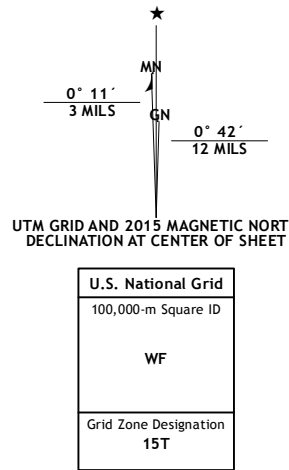 MN
0° 11´
3 MILS
GN
0° 42´
12 MILS
UTM GRID AND 2015 MAGNETIC NORT
DECLINATION AT CENTER OF SHEET
U.S. National Grid
100,000-m Square ID
WF
Grid Zone Designation
15T